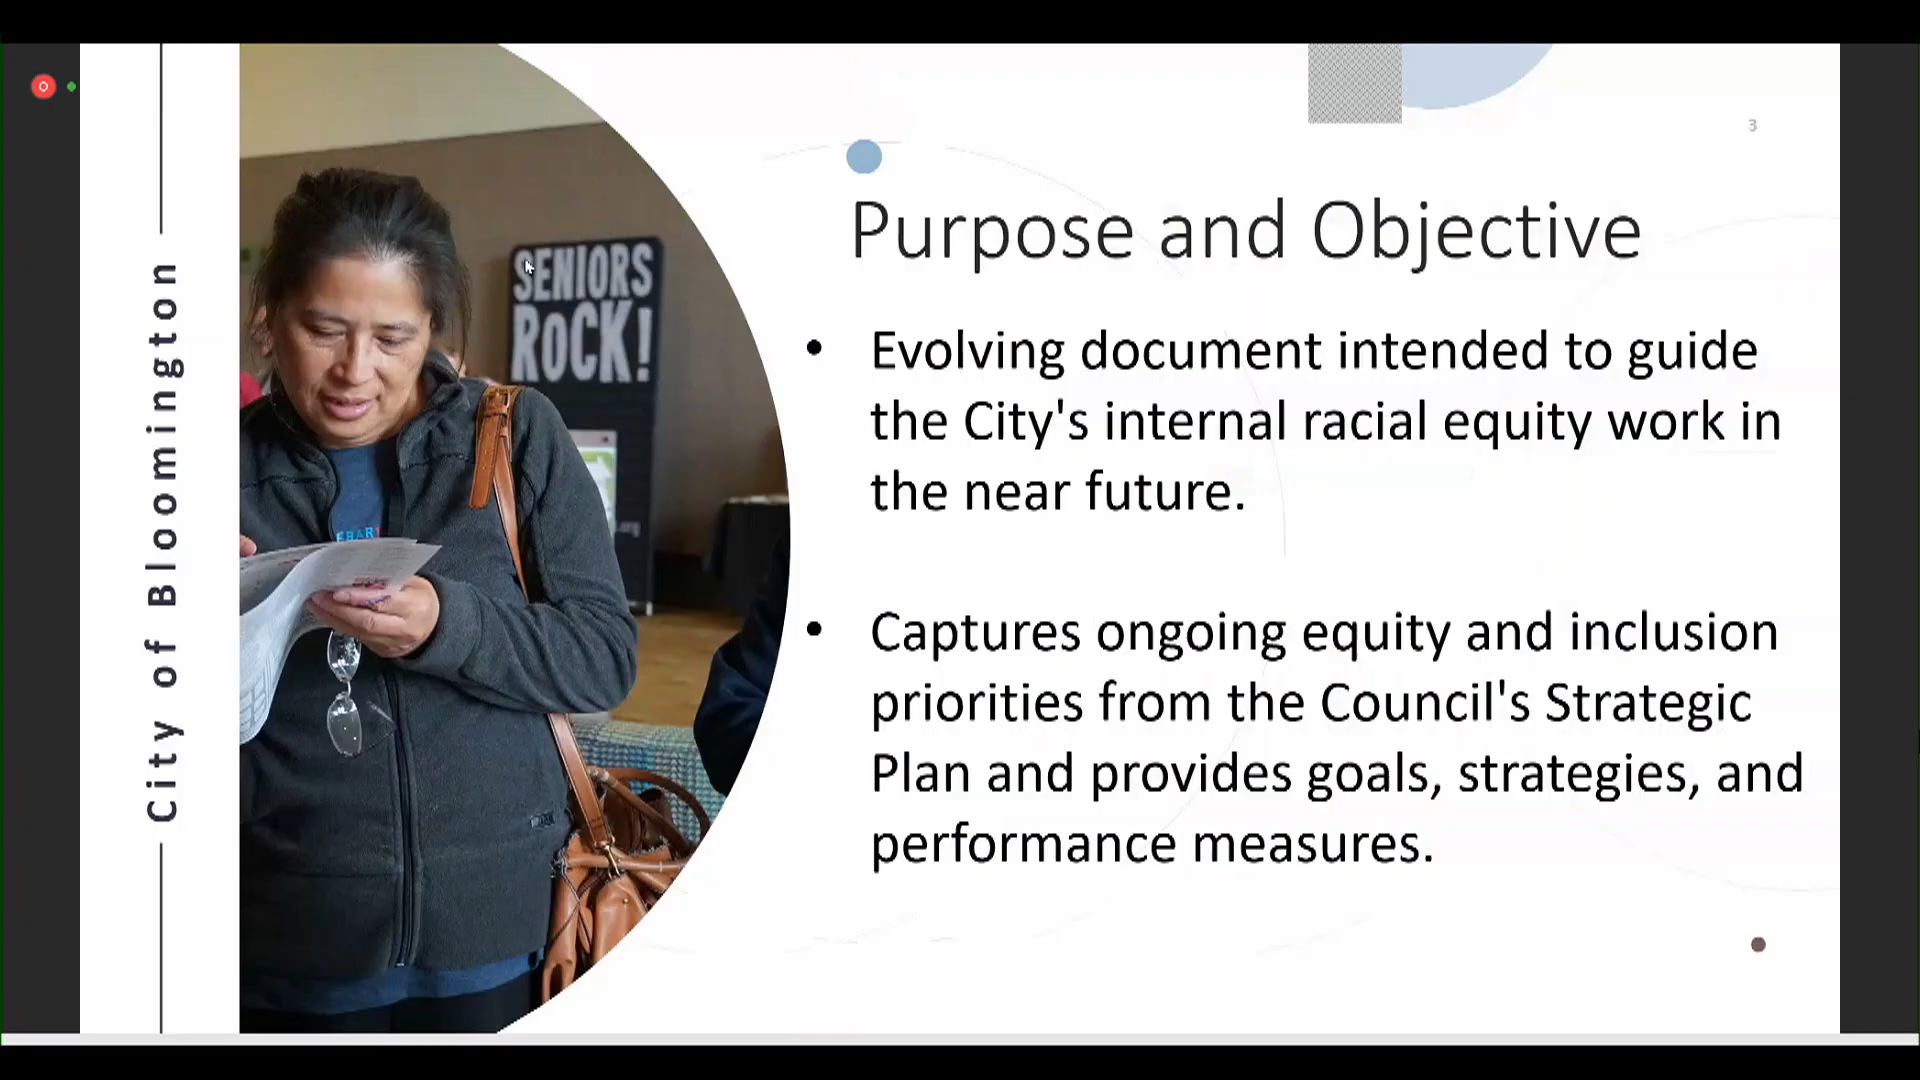 City of Bloomington
SENIORS
ROCK!
3
Purpose and Objective
• Evolving document intended to guide
the City's internal racial equity work in
the near future.
• Captures ongoing equity and inclusion
priorities from the Council's Strategic
Plan and provides goals, strategies, and
performance measures.